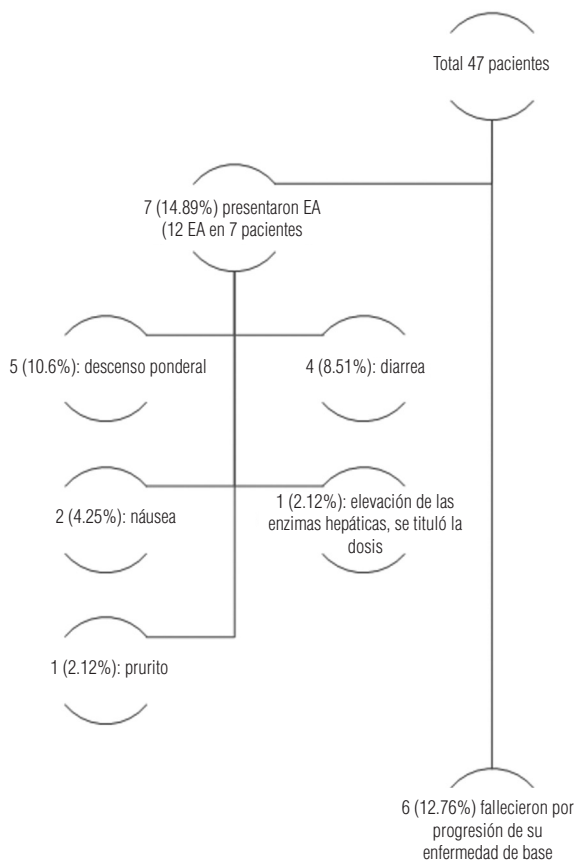 Total 47 pacientes
7 (14.89%) presentaron EA
(12 EA en 7 pacientes
5 (10.6%): descenso ponderal
4 (8.51%): diarrea
2 (4.25%): náusea
1 (2.12%): elevación de las
enzimas hepáticas, se tituló la
dosis
1 (2.12%): prurito
6 (12.76%) fallecieron por
progresión de su
enfermedad de base